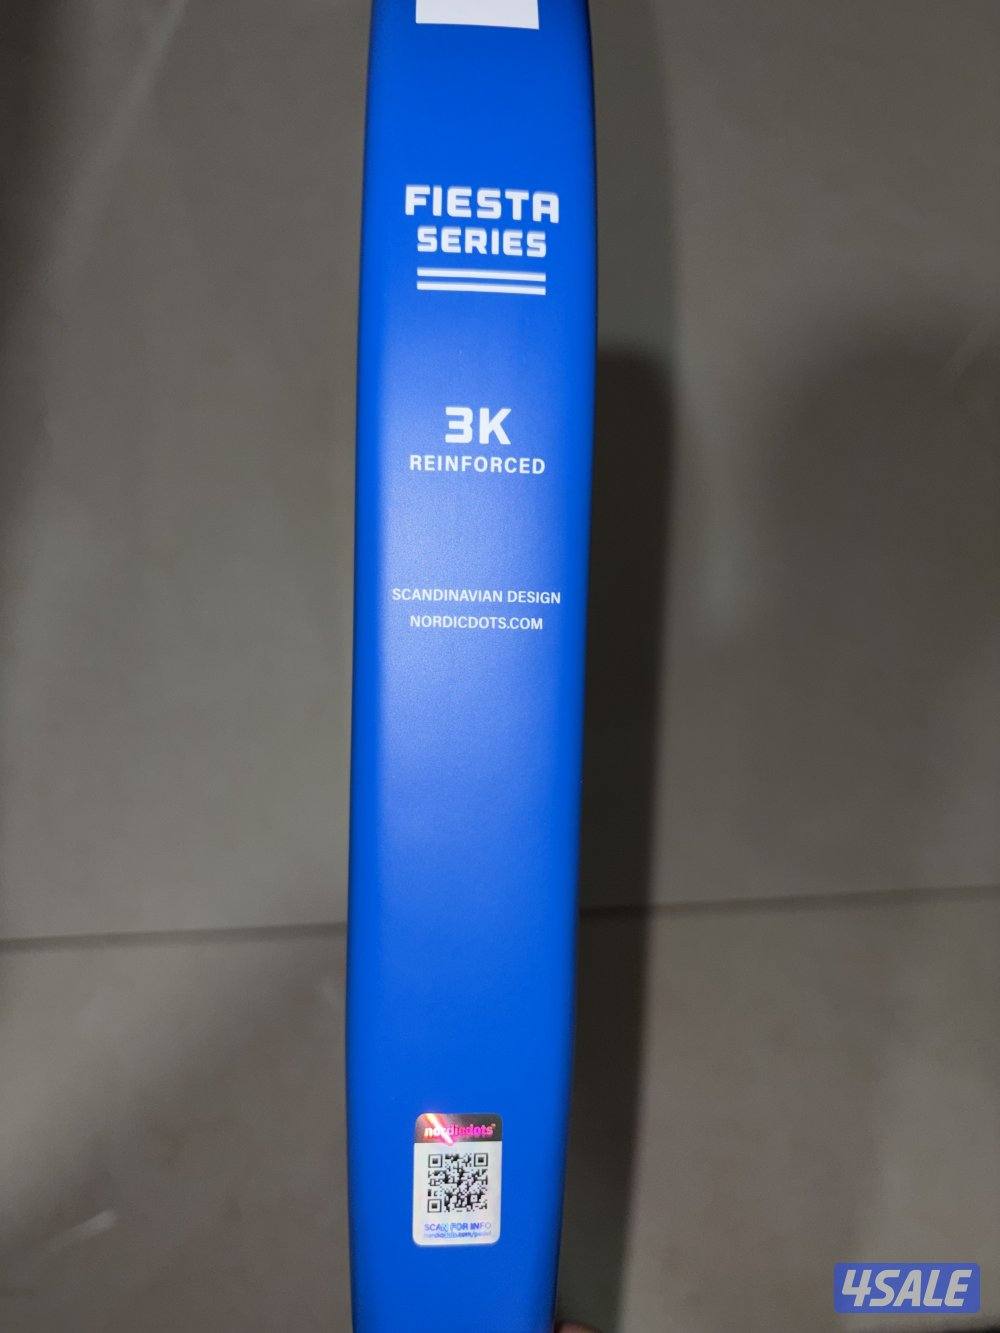 FIESTA
SERIES
3K
REINFORCED
SCANDINAVIAN DESIGN
NORDICDOTS.COM
nordicdots
SCAN FOR INFO
4SALE